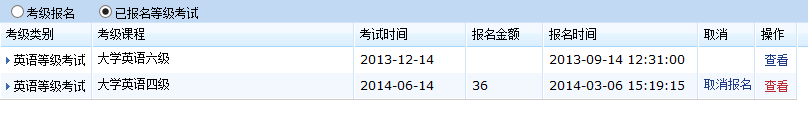 考级报名 已报名等级考试
考级类别 考级课程 考试时间 报名金额 报名时间 取消 操作
英语等级考试 大学英语六级 2013-12-14 2013-09-14 12:31:00 查看
英语等级考试 大学英语四级 2014-06-14 36 2014-03-06 15:19:15 取消报名 查看